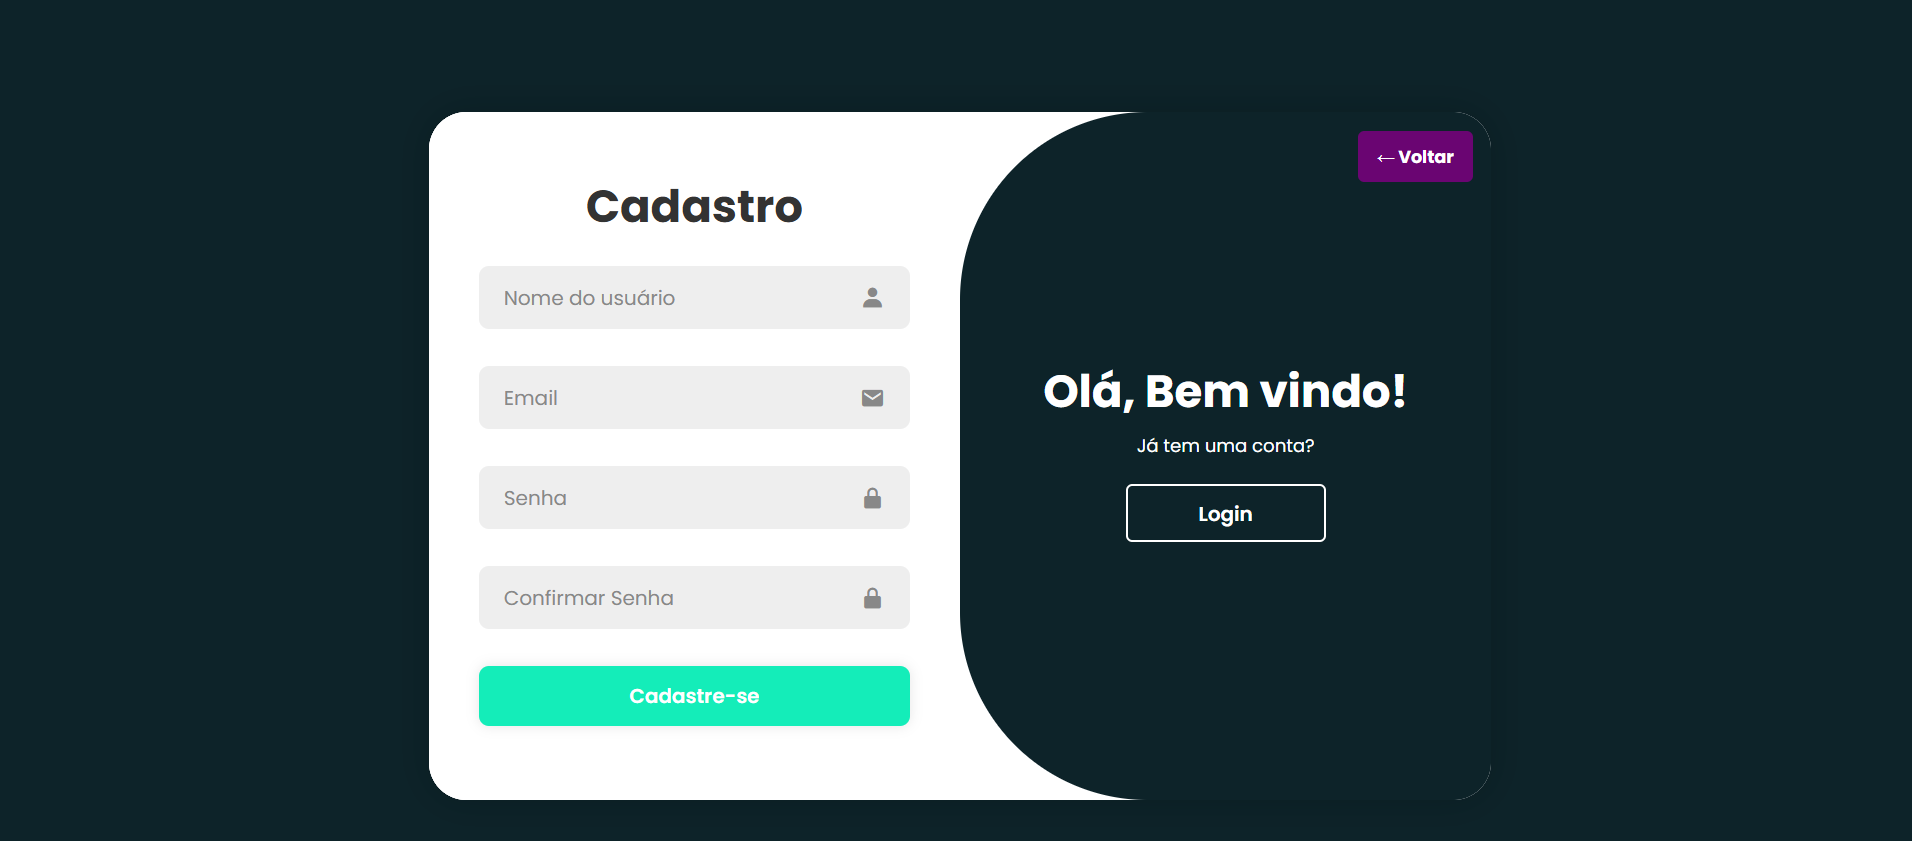 Cadastro
Nome do usuário
Email
Senha
Confirmar Senha
Cadastre-se
←Voltar
Olá, Bem vindo!
Já tem uma conta?
Login